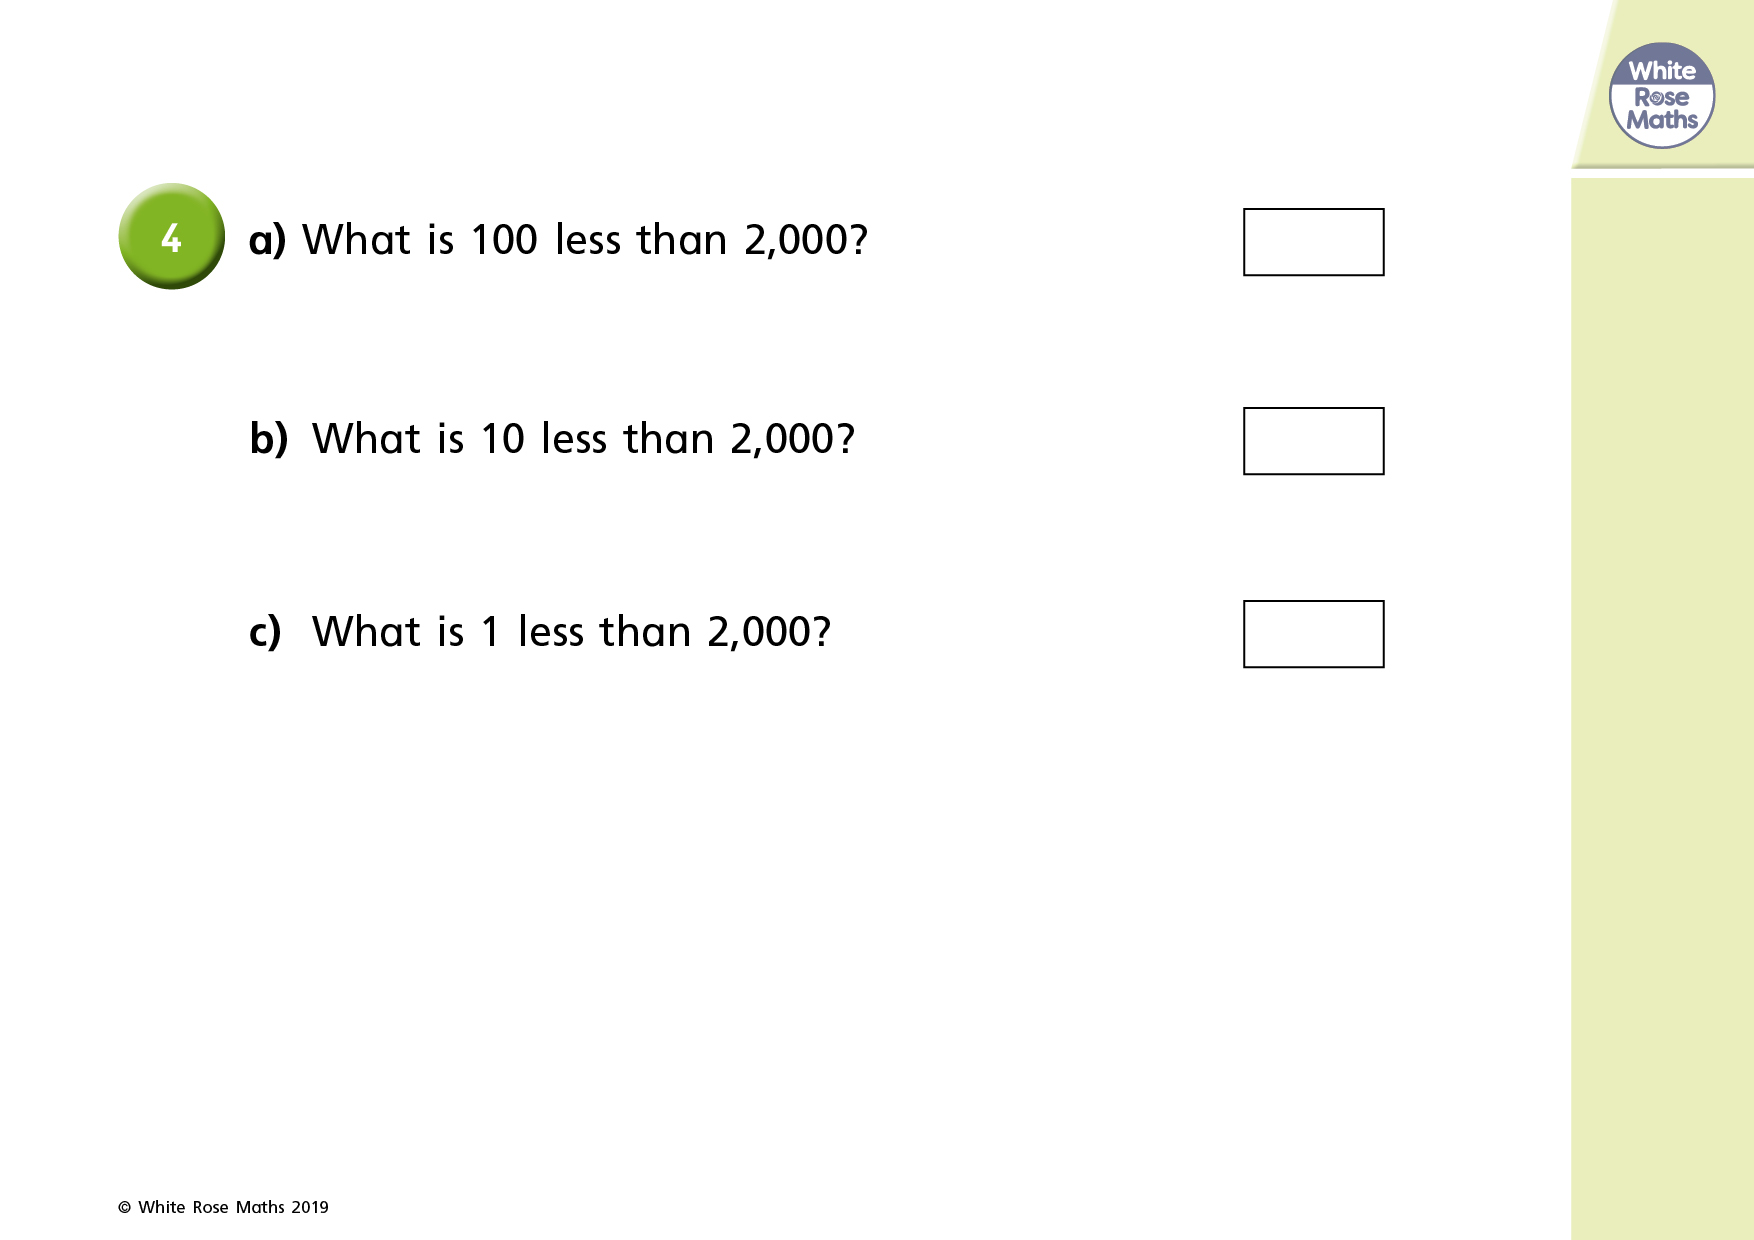 White
Rose
Maths
4 a) What is 100 less than 2,000?
b) What is 10 less than 2,000?
c) What is 1 less than 2,000?
© White Rose Maths 2019